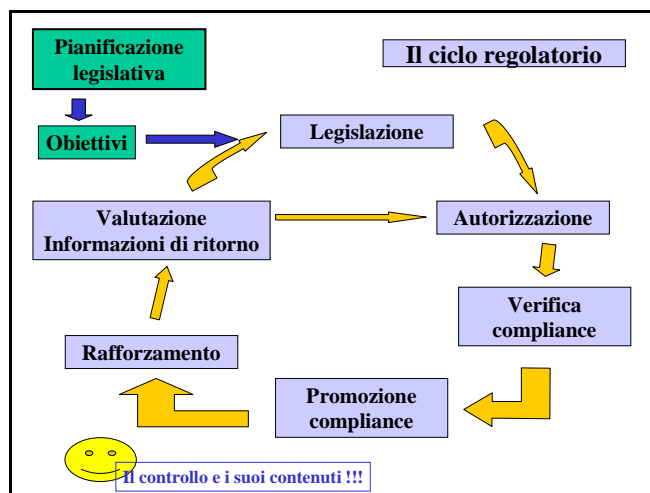 Pianificazione
legislativa
Il ciclo regolatorio
Obiettivi
Legislazione
Valutazione
Informazioni di ritorno
Autorizzazione
Verifica
compliance
Rafforzamento
Promozione
compliance
Il controllo e i suoi contenuti !!!